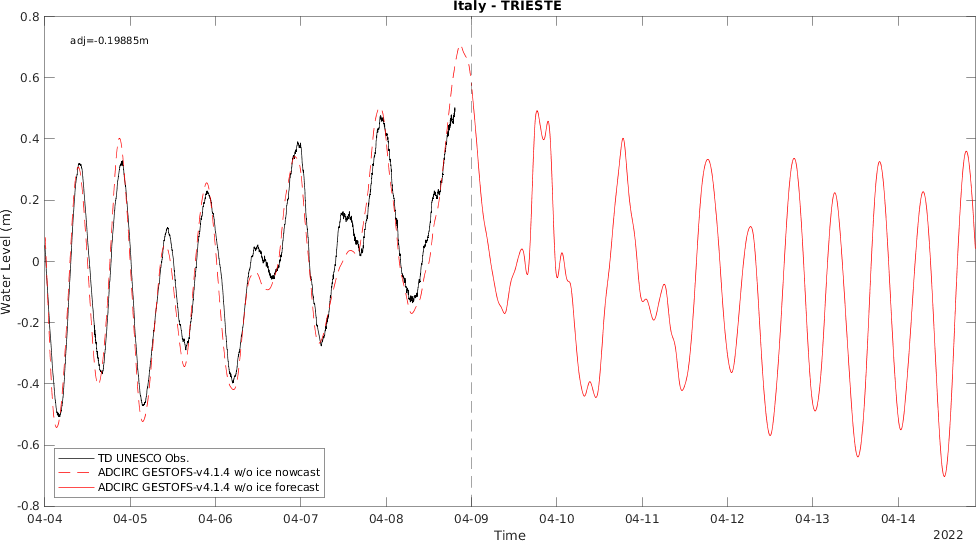 Italy - TRIESTE
adj=-0.19885m
0.8
0.6
0.4
0.2
0
-0.2
-0.4
-0.6
-0.8
Water Level (m)
TD UNESCO Obs.
ADCIRC GESTOFS-v4.1.4 w/o ice nowcast
ADCIRC GESTOFS-v4.1.4 w/o ice forecast
04-04 04-05 04-06 04-07 04-08 04-09 04-10 04-11 04-12 04-13 04-14
Time
2022